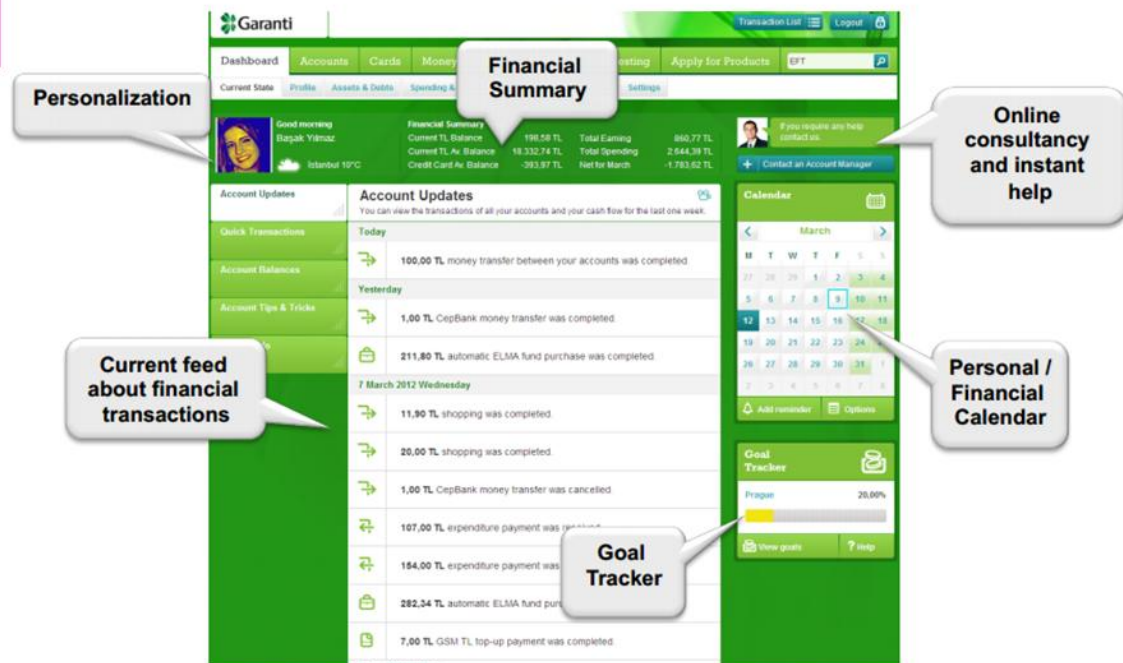 Garanti
Transaction List
Logout
Dashboard Accounts Cards Money
esting Apply for Products EFT
Current State Profile Assets & Debts Spending &
Settings
Personalization
Financial
Summary
Online
consultancy
and instant
help
Good morning
Başak Yılmaz
Istanbul 10°C
Financial Summary
Current TL Balance 198,58 TL Total Earning 860,77 TL
Current TL Av. Balance 18.332,74 TL Total Spending 2.644,39 TL
Credit Card Av. Balance -393,97 TL Net for March -1.783,62 TL
If you require any help
contact us.
+ Contact an Account Manager
Account Updates
Quick Transactions
Account Balances
Account Tips & Tricks
Account Updates
You can view the transactions of all your accounts and your cash flow for the last one week.
Today
100,00 TL money transfer between your accounts was completed.
Yesterday
1,00 TL CepBank money transfer was completed.
211,80 TL automatic ELMA fund purchase was completed.
7 March 2012 Wednesday
11,90 TL shopping was completed.
20,00 TL shopping was completed.
1,00 TL CepBank money transfer was cancelled.
107,00 TL expenditure payment was
154,00 TL expenditure payment was
282,34 TL automatic ELMA fund
7,00 TL GSM TL top-up payment was completed.
Current feed
about financial
transactions
Calendar
< March >
M T W T F S S
27 28 29 1 2 3 4
5 6 7 8 9 10 11
12 13 14 15 16 17 18
19 20 21 22 23 24
26 27 28 29 30 31 1
2 3 4 5 6 7 8
Add reminder Options
Personal /
Financial
Calendar
Goal
Tracker
Prague 20,00%
View goals ? Help
Goal
Tracker